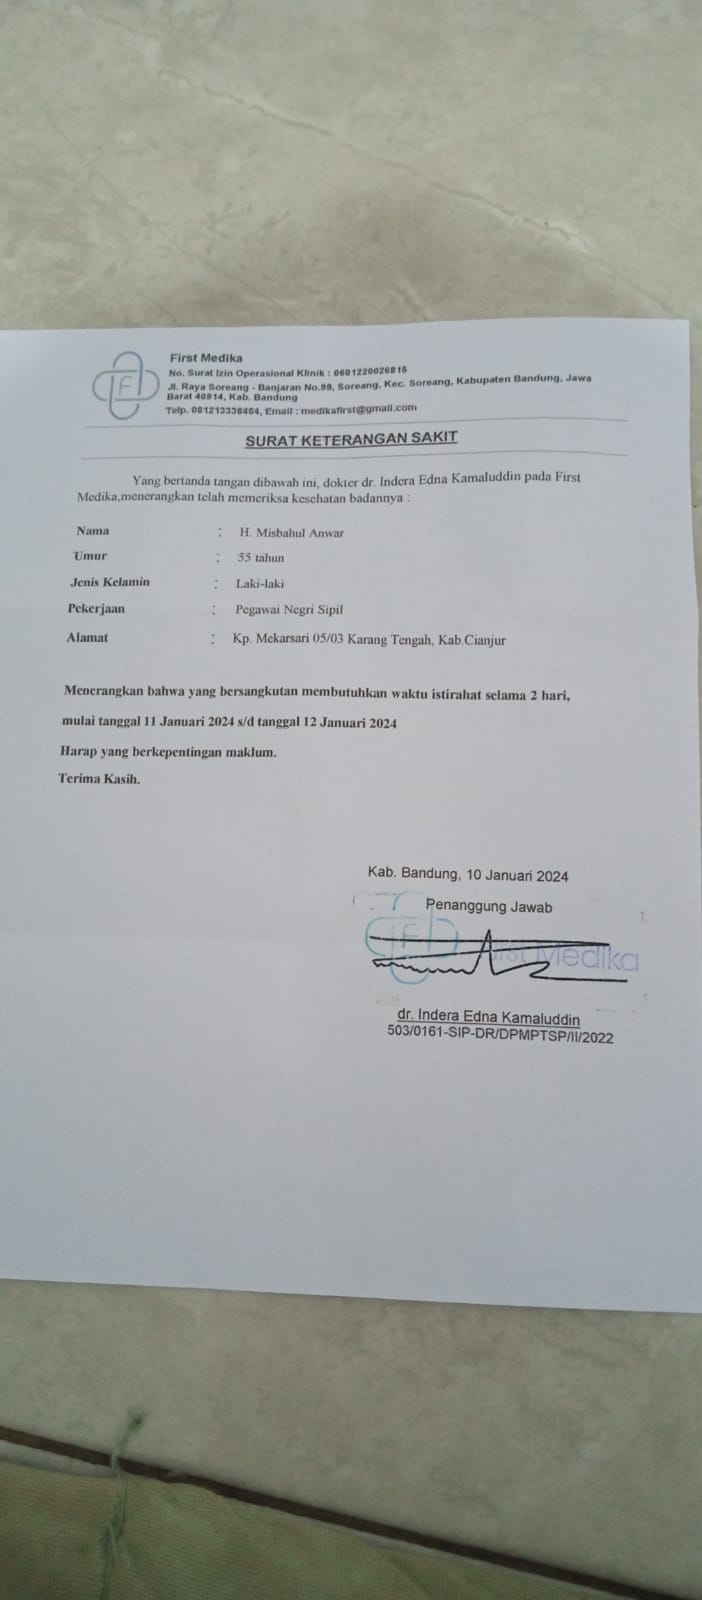 First Medika
No. Surat Izin Operasional Klinik : 0601220026815
Jl. Raya Soreang - Banjaran No.99, Soreang, Kec. Soreang, Kabupaten Bandung, Jawa
Barat 40914, Kab. Bandung
Telp. 081213336464, Email : medikafirst@gmail.com
F
SURAT KETERANGAN SAKIT
Yang bertanda tangan dibawah ini, dokter dr. Indera Edna Kamaluddin pada First
Medika,menerangkan telah memeriksa kesehatan badannya :
Nama : H. Misbahul Anwar
Umur : 55 tahun
Jenis Kelamin : Laki-laki
Pekerjaan : Pegawai Negri Sipil
Alamat : Kp. Mekarsari 05/03 Karang Tengah, Kab.Cianjur
Menerangkan bahwa yang bersangkutan membutuhkan waktu istirahat selama 2 hari,
mulai tanggal 11 Januari 2024 s/d tanggal 12 Januari 2024
Harap yang berkepentingan maklum.
Terima Kasih.
Kab. Bandung, 10 Januari 2024
Penanggung Jawab
F First Medika
dr. Indera Edna Kamaluddin
503/0161-SIP-DR/DPMPTSP/II/2022